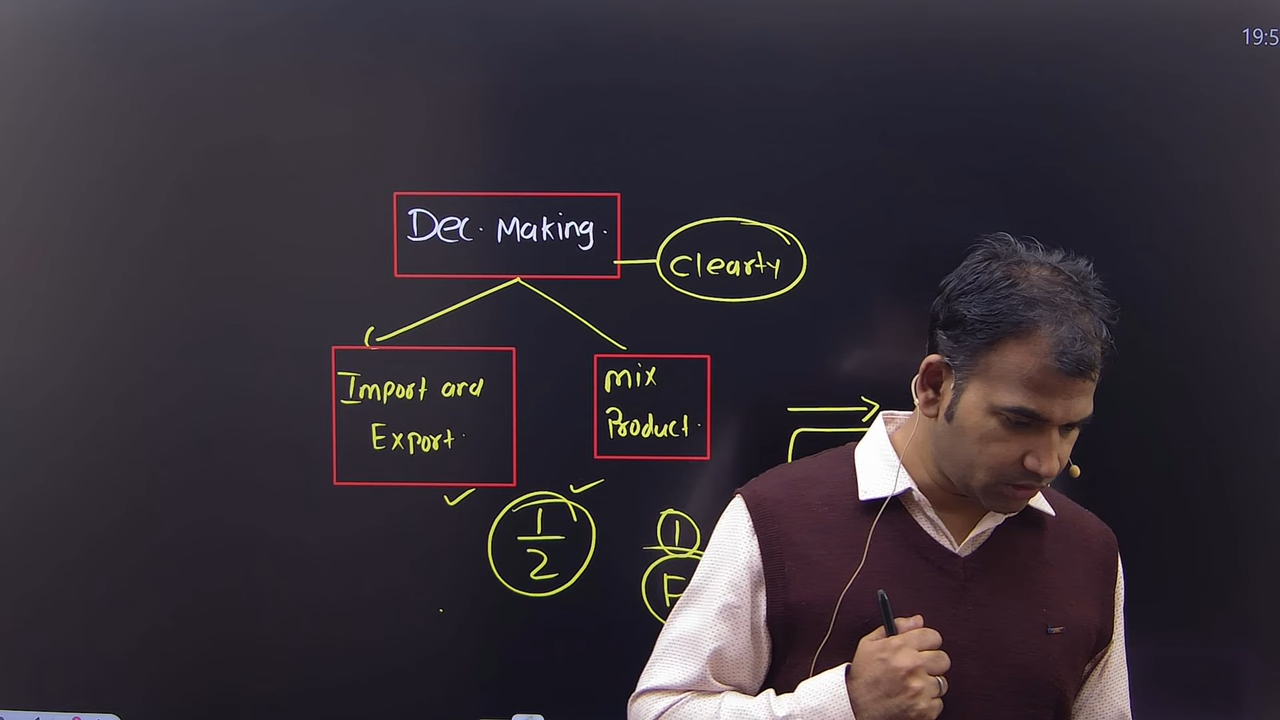 19:5
Dec. Making.
Clearty
Import and
Export.
Mix
Product.
1
2
1